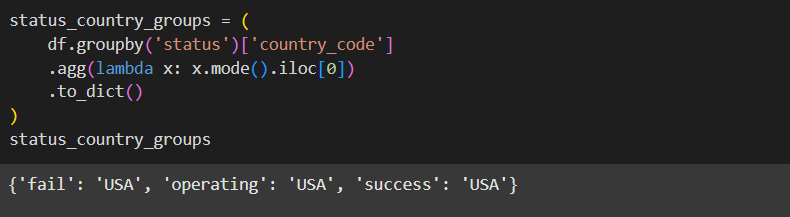 status_country_groups = (
    df.groupby('status')['country_code']
    .agg(lambda x: x.mode().iloc[0])
    .to_dict()
)
status_country_groups
{'fail': 'USA', 'operating': 'USA', 'success': 'USA'}